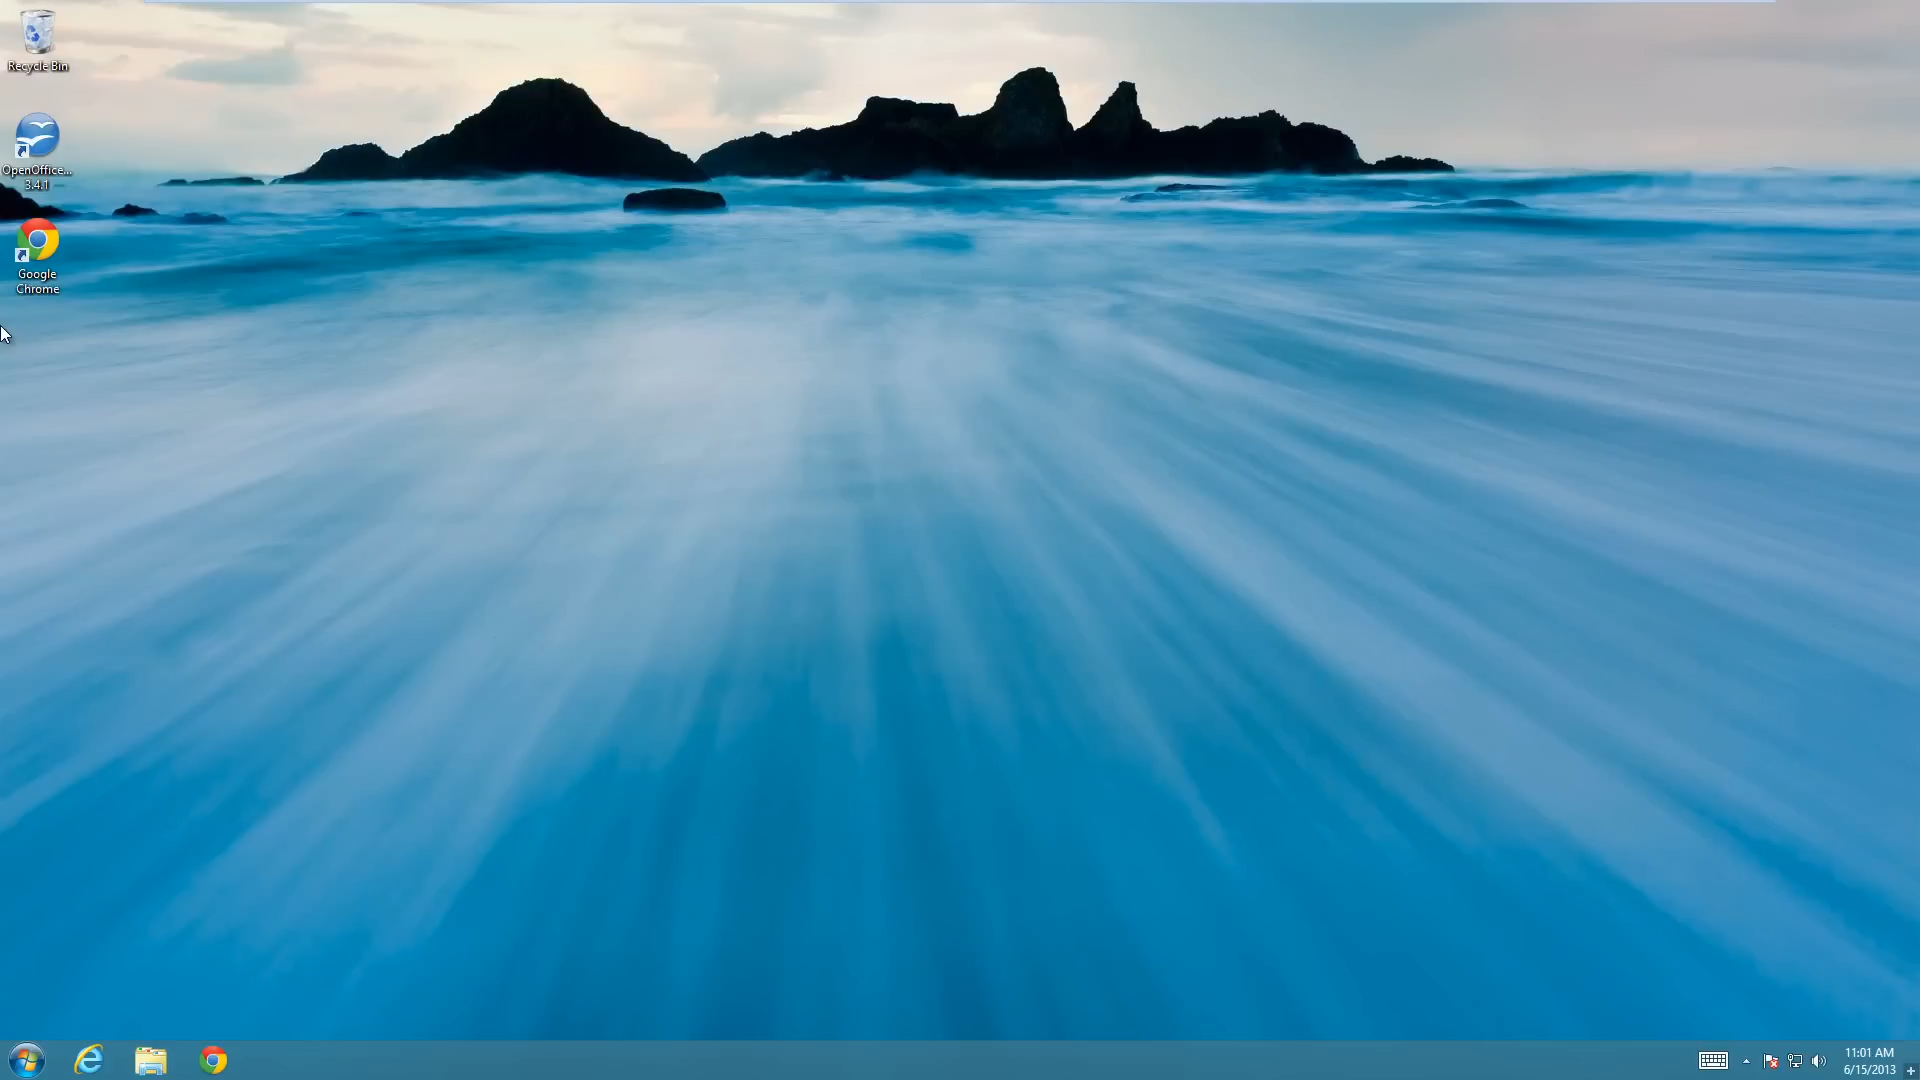 Recycle Bin
OpenOffice...
3.4.1
Google
Chrome
11:01 AM
6/15/2013